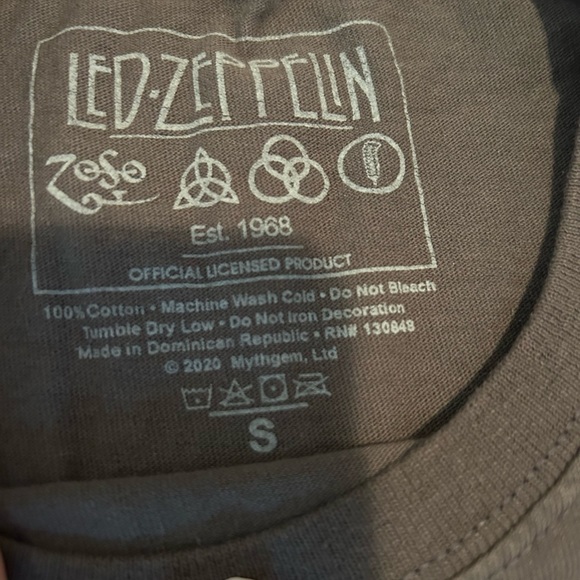 LED·ZEPPELIN
ZoSo
Est. 1968
OFFICIAL LICENSED PRODUCT
100% Cotton • Machine Wash Cold • Do Not Bleach
Tumble Dry Low • Do Not Iron Decoration
Made in Dominican Republic • RN# 130848
© 2020 Mythgem, Ltd
S